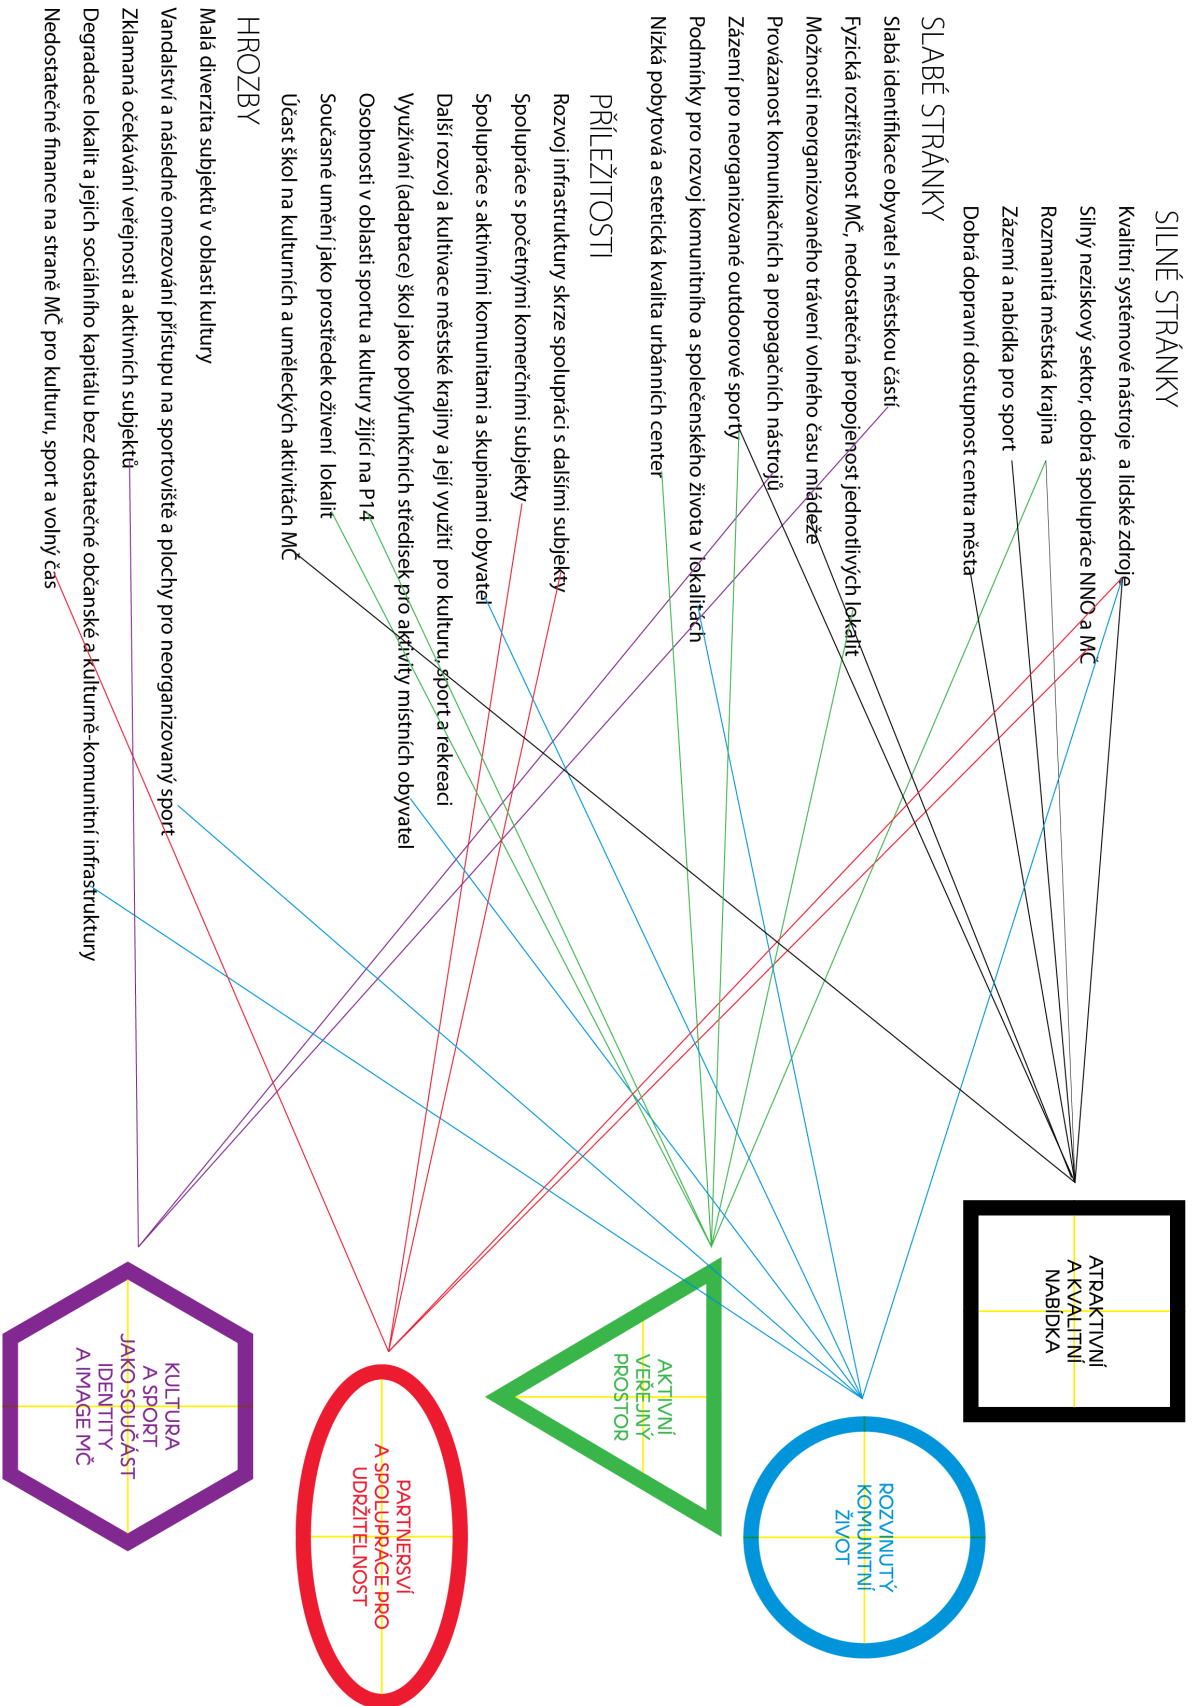 SILNÉ STRÁNKY
Kvalitní systémové nástroje a lidské zdroje
Silný neziskový sektor, dobrá spolupráce NNO a MČ
Rozmanitá městská krajina
Zázemí a nabídka pro sport
Dobrá dopravní dostupnost centra města
SLABÉ STRÁNKY
Slabá identifikace obyvatel s městskou částí
Fyzická roztříštěnost MČ, nedostatečná propojenost jednotlivých lokalit
Možnosti neorganizovaného trávení volného času mládeže
Provázanost komunikačních a propagačních nástrojů
Zázemí pro neorganizované outdoorové sporty
Podmínky pro rozvoj komunitního a společenského života v lokalitách
Nízká pobytová a estetická kvalita urbánních center
PŘÍLEŽITOSTI
Rozvoj infrastruktury skrze spolupráci s dalšími subjekty
Spolupráce s početnými komerčními subjekty
Spolupráce s aktivními komunitami a skupinami obyvatel
Další rozvoj a kultivace městské krajiny a její využití pro kulturu, sport a rekreaci
Využívání (adaptace) škol jako polyfunkčních středisek pro aktivity místních obyvatel
Osobnosti v oblasti sportu a kultury žijící na P14
Současné umění jako prostředek oživení lokalit
Účast škol na kulturních a uměleckých aktivitách MČ
HROZBY
Malá diverzita subjektů v oblasti kultury
Vandalství a následné omezování přístupu na sportoviště a plochy pro neorganizovaný sport
Zklamaná očekávání veřejnosti a aktivních subjektů
Degradace lokalit a jejich sociálního kapitálu bez dostatečné občanské a kulturně-komunitní infrastruktury
Nedostatečné finance na straně MČ pro kulturu, sport a volný čas
ATRAKTIVNÍ
A KVALITNÍ
NABÍDKA
ROZVINUTÝ
KOMUNITNÍ
ŽIVOT
AKTIVNÍ
VEŘEJNÝ
PROSTOR
PARTNERSVÍ
A SPOLUPRÁCE PRO
UDRŽITELNOST
KULTURA
A SPORT
JAKO SOUČÁST
IDENTITY
A IMAGE MČ